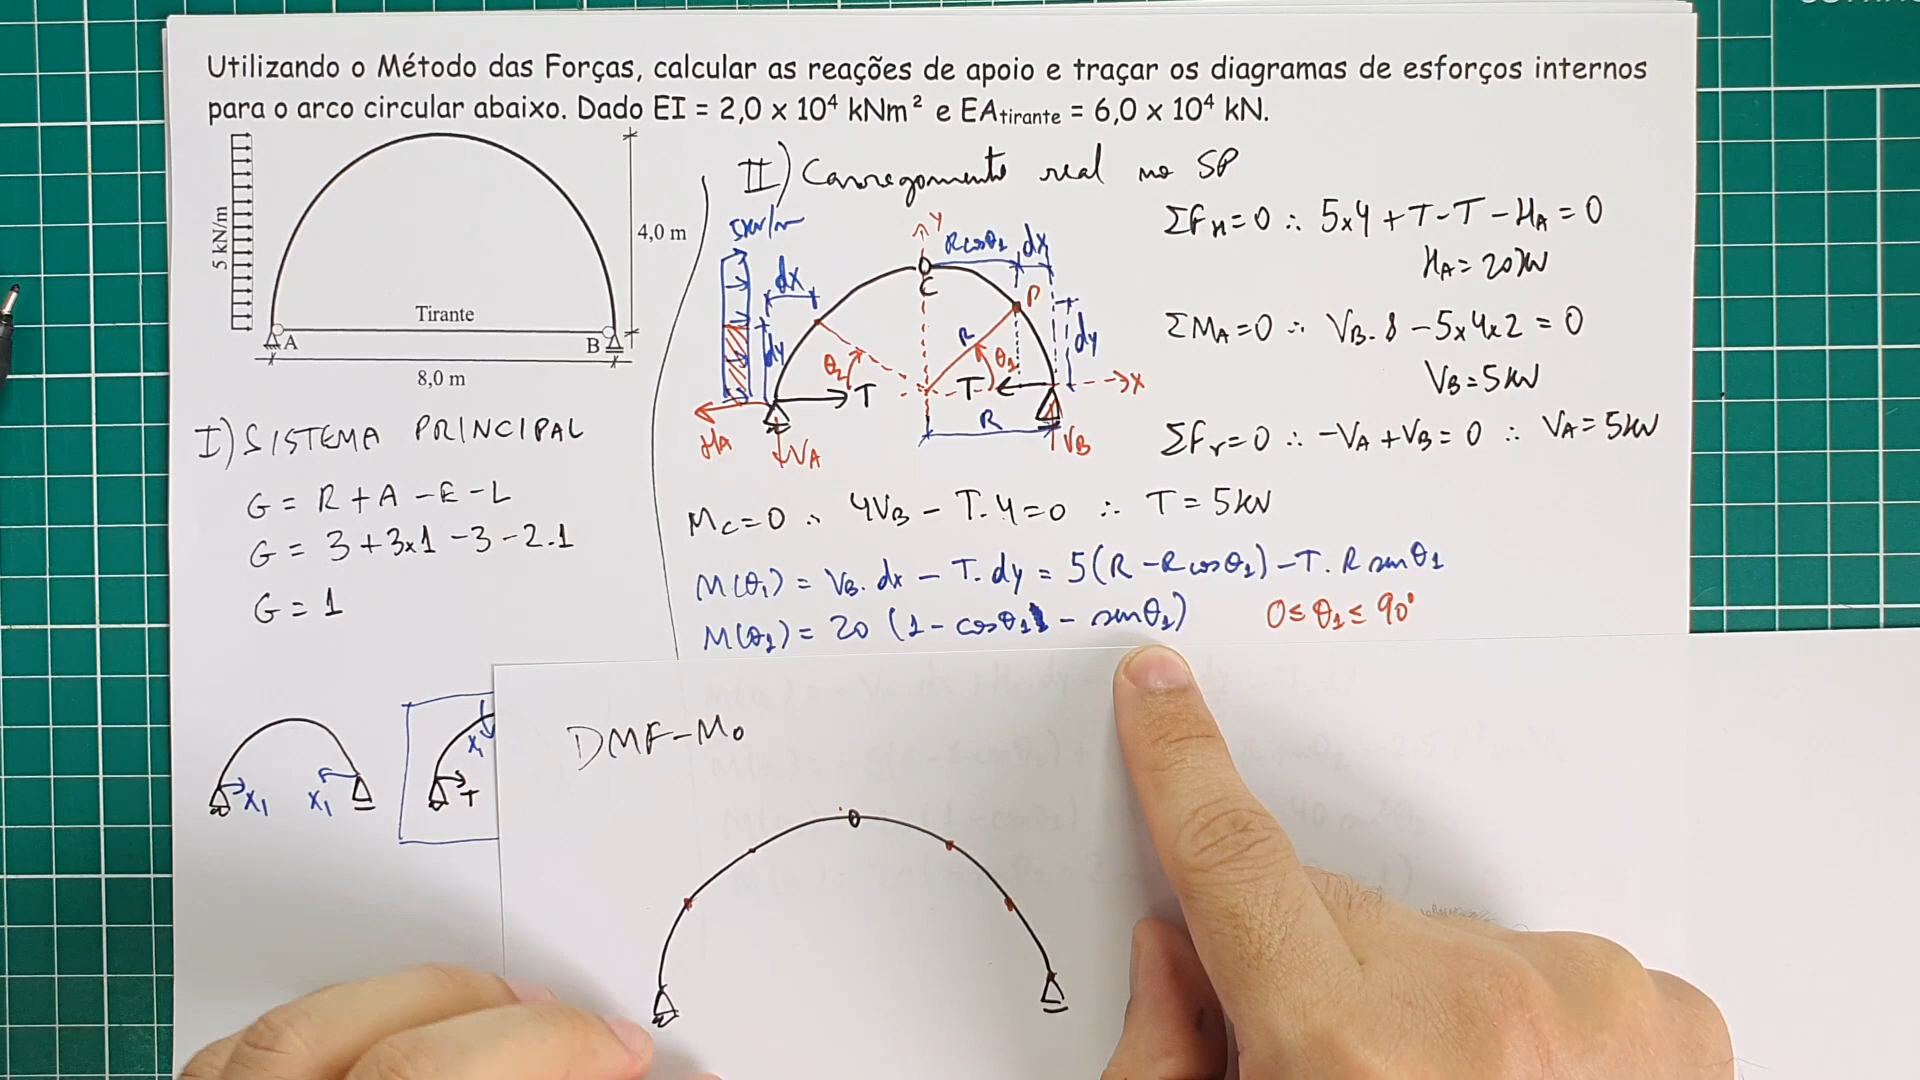 Utilizando o Método das Forças, calcular as reações de apoio e traçar os diagramas de esforços internos
para o arco circular abaixo. Dado EI = 2,0 x 10⁴ kNm² e EAtirante = 6,0 x 10⁴ kN.
5 kN/m
4,0 m
Tirante
A
B
8,0 m
I) SISTEMA PRINCIPAL
G = R + A - E - L
G = 3 + 3x1 - 3 - 2.1
G = 1
X₁
X₁
X₁
T
II) Carregamento real no SP
5kN/m
Y
Rcosθ₁
dx
dx
C
P
R
dy
dy
θ₂
θ₁
T
T
X
R
HA
VA
VB
ΣFx=0 ∴ 5x4 + T - T - HA = 0
HA = 20kN
ΣMA=0 ∴ VB.8 - 5x4x2 = 0
VB = 5kN
ΣFY=0 ∴ -VA + VB = 0 ∴ VA = 5kN
MC=0 ∴ 4VB - T.4=0 ∴ T = 5kN
M(θ₁) = VB.dx - T.dy = 5(R - Rcosθ₁) - T.R senθ₁
M(θ₁) = 20 (1 - cosθ₁ - senθ₁)
0 ≤ θ₁ ≤ 90°
DMF-M₀